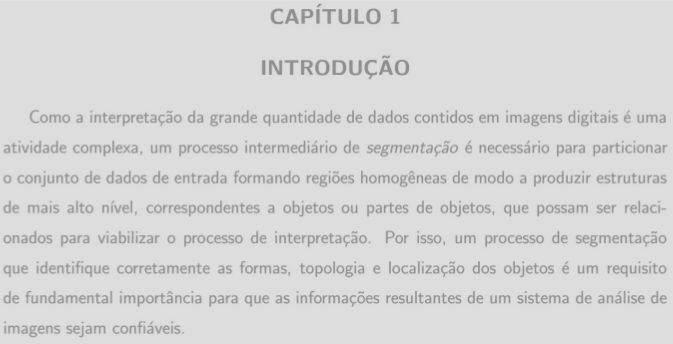 CAPÍTULO 1
INTRODUÇÃO
Como a interpretação da grande quantidade de dados contidos em imagens digitais é uma
atividade complexa, um processo intermediário de segmentação é necessário para particionar
o conjunto de dados de entrada formando regiões homogêneas de modo a produzir estruturas
de mais alto nível, correspondentes a objetos ou partes de objetos, que possam ser relaci-
onados para viabilizar o processo de interpretação. Por isso, um processo de segmentação
que identifique corretamente as formas, topologia e localização dos objetos é um requisito
de fundamental importância para que as informações resultantes de um sistema de análise de
imagens sejam confiáveis.